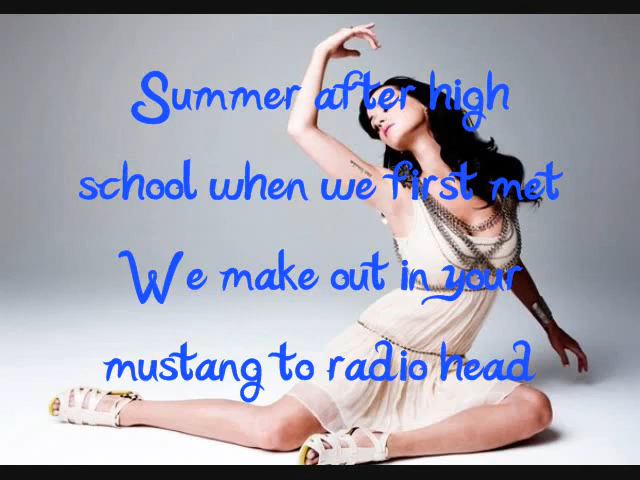 Summer after high
school when we first met
We make out in your
mustang to radio head